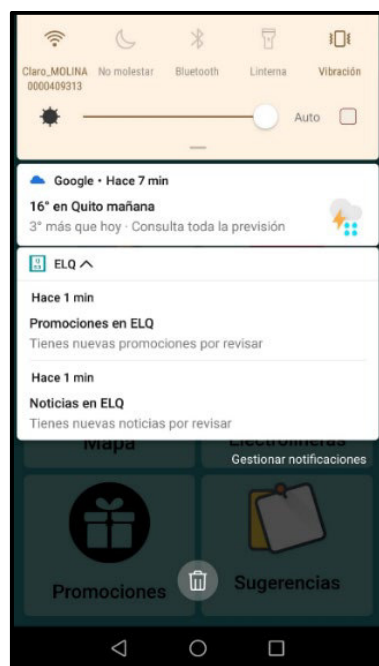 Claro_MOLINA
0000409313
No molestar
Bluetooth
Linterna
Vibración
Auto
Google • Hace 7 min
16° en Quito mañana
3° más que hoy · Consulta toda la previsión
ELQ
Hace 1 min
Promociones en ELQ
Tienes nuevas promociones por revisar
Hace 1 min
Noticias en ELQ
Tienes nuevas noticias por revisar
Mapa
Electrolineras
Gestionar notificaciones
Promociones
Sugerencias